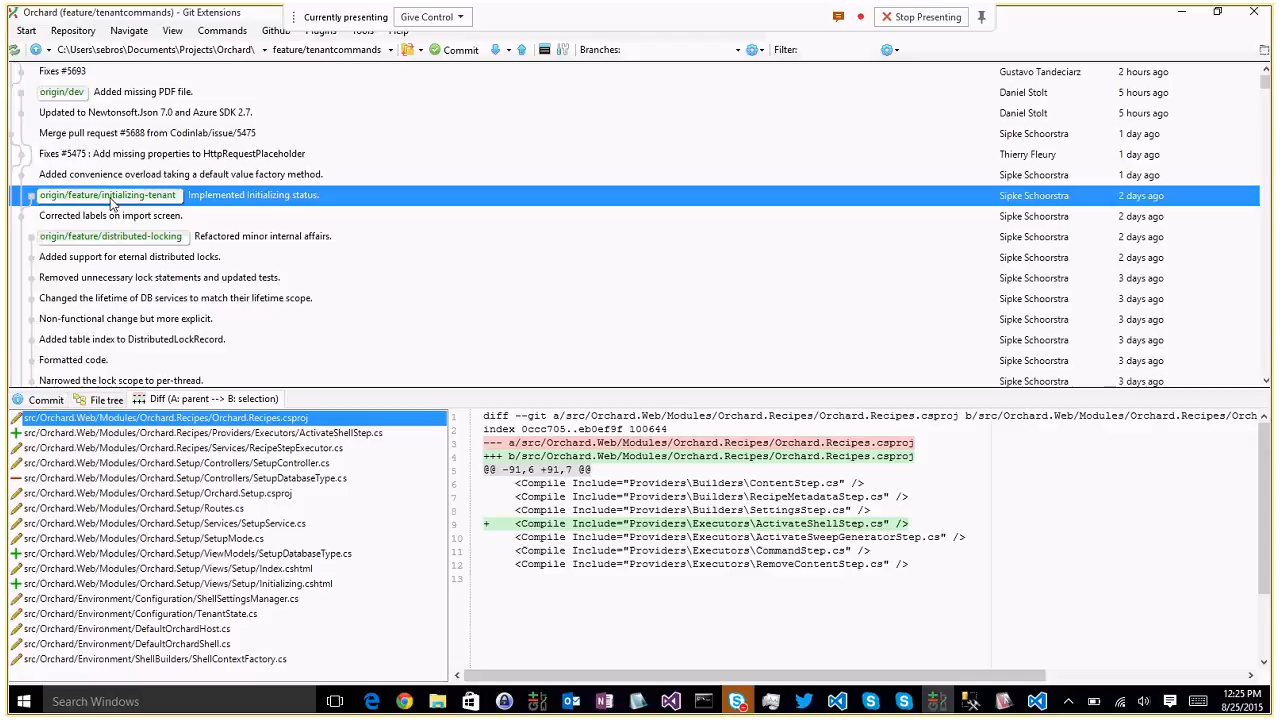 Orchard (feature/tenantcommands) - Git Extensions
Currently presenting Give Control Stop Presenting
Start Repository Navigate View Commands Github Plugins Tools Help
C:\Users\sebros\Documents\Projects\Orchard\ feature/tenantcommands Commit Branches: Filter:
Fixes #5693 Gustavo Tandeciarz 2 hours ago
origin/dev Added missing PDF file. Daniel Stolt 5 hours ago
Updated to Newtonsoft.Json 7.0 and Azure SDK 2.7. Daniel Stolt 5 hours ago
Merge pull request #5688 from Codinlab/issue/5475 Sipke Schoorstra 1 day ago
Fixes #5475 : Add missing properties to HttpRequestPlaceholder Thierry Fleury 1 day ago
Added convenience overload taking a default value factory method. Sipke Schoorstra 1 day ago
origin/feature/initializing-tenant Implemented Initializing status. Sipke Schoorstra 2 days ago
Corrected labels on import screen. Sipke Schoorstra 2 days ago
origin/feature/distributed-locking Refactored minor internal affairs. Sipke Schoorstra 2 days ago
Added support for eternal distributed locks. Sipke Schoorstra 2 days ago
Removed unnecessary lock statements and updated tests. Sipke Schoorstra 3 days ago
Changed the lifetime of DB services to match their lifetime scope. Sipke Schoorstra 3 days ago
Non-functional change but more explicit. Sipke Schoorstra 3 days ago
Added table index to DistributedLockRecord. Sipke Schoorstra 3 days ago
Formatted code. Sipke Schoorstra 3 days ago
Narrowed the lock scope to per-thread. Sipke Schoorstra 3 days ago
Commit File tree Diff (A: parent --> B: selection)
src/Orchard.Web/Modules/Orchard.Recipes/Orchard.Recipes.csproj
src/Orchard.Web/Modules/Orchard.Recipes/Providers/Executors/ActivateShellStep.cs
src/Orchard.Web/Modules/Orchard.Recipes/Services/RecipeStepExecutor.cs
src/Orchard.Web/Modules/Orchard.Setup/Controllers/SetupController.cs
src/Orchard.Web/Modules/Orchard.Setup/Controllers/SetupDatabaseType.cs
src/Orchard.Web/Modules/Orchard.Setup/Orchard.Setup.csproj
src/Orchard.Web/Modules/Orchard.Setup/Routes.cs
src/Orchard.Web/Modules/Orchard.Setup/Services/SetupService.cs
src/Orchard.Web/Modules/Orchard.Setup/SetupMode.cs
src/Orchard.Web/Modules/Orchard.Setup/ViewModels/SetupDatabaseType.cs
src/Orchard.Web/Modules/Orchard.Setup/Views/Setup/Index.cshtml
src/Orchard.Web/Modules/Orchard.Setup/Views/Setup/Initializing.cshtml
src/Orchard/Environment/Configuration/ShellSettingsManager.cs
src/Orchard/Environment/Configuration/TenantState.cs
src/Orchard/Environment/DefaultOrchardHost.cs
src/Orchard/Environment/DefaultOrchardShell.cs
src/Orchard/Environment/ShellBuilders/ShellContextFactory.cs
1 diff --git a/src/Orchard.Web/Modules/Orchard.Recipes/Orchard.Recipes.csproj b/src/Orchard.Web/Modules/Orchard.Recipes/Orch
2 index 0ccc705..eb0ef9f 100644
3 --- a/src/Orchard.Web/Modules/Orchard.Recipes/Orchard.Recipes.csproj
4 +++ b/src/Orchard.Web/Modules/Orchard.Recipes/Orchard.Recipes.csproj
5 @@ -91,6 +91,7 @@
6 <Compile Include="Providers\Builders\ContentStep.cs" />
7 <Compile Include="Providers\Builders\RecipeMetadataStep.cs" />
8 <Compile Include="Providers\Builders\SettingsStep.cs" />
9 + <Compile Include="Providers\Executors\ActivateShellStep.cs" />
10 <Compile Include="Providers\Executors\ActivateSweepGeneratorStep.cs" />
11 <Compile Include="Providers\Executors\CommandStep.cs" />
12 <Compile Include="Providers\Executors\RemoveContentStep.cs" />
13
Search Windows
12:25 PM
8/25/2015